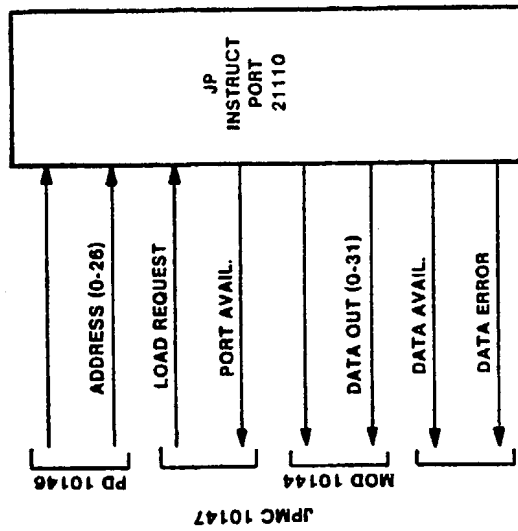 JP
INSTRUCT
PORT
21110
ADDRESS (0-26)
LOAD REQUEST
PORT AVAIL.
DATA OUT (0-31)
DATA AVAIL.
DATA ERROR
PD 10146
MOD 10144
JPMC 10147